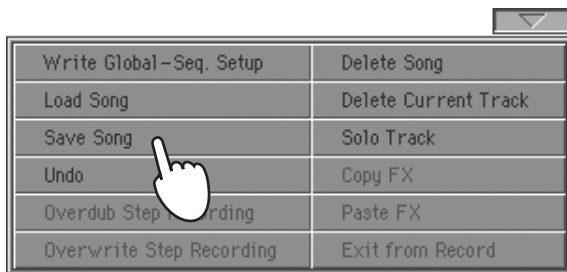 Write Global-Seq. Setup
Delete Song
Load Song
Delete Current Track
Save Song
Solo Track
Undo
Copy FX
Overdub Step
Paste FX
Overwrite Step Recording
Exit from Record